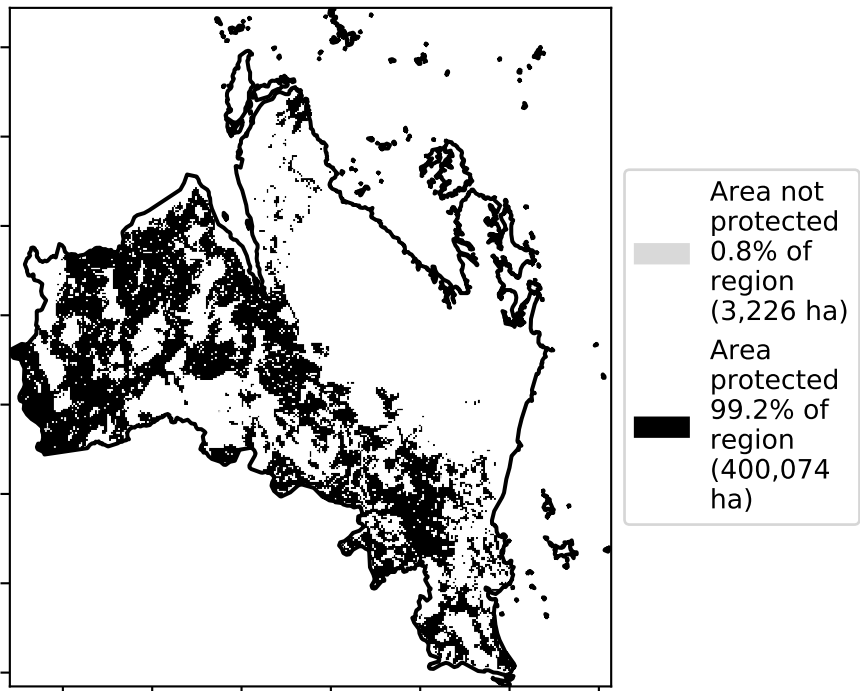 Area not
protected
0.8% of
region
(3,226 ha)
Area
protected
99.2% of
region
(400,074
ha)